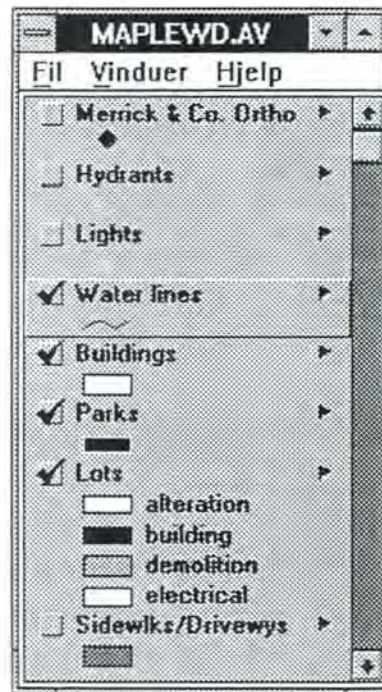 MAPLEWD.AV
Fil Vinduer Hjelp
Merrick & Co. Ortho
Hydrants
Lights
Water lines
Buildings
Parks
Lots
alteration
building
demolition
electrical
Sidewlks/Drivewys